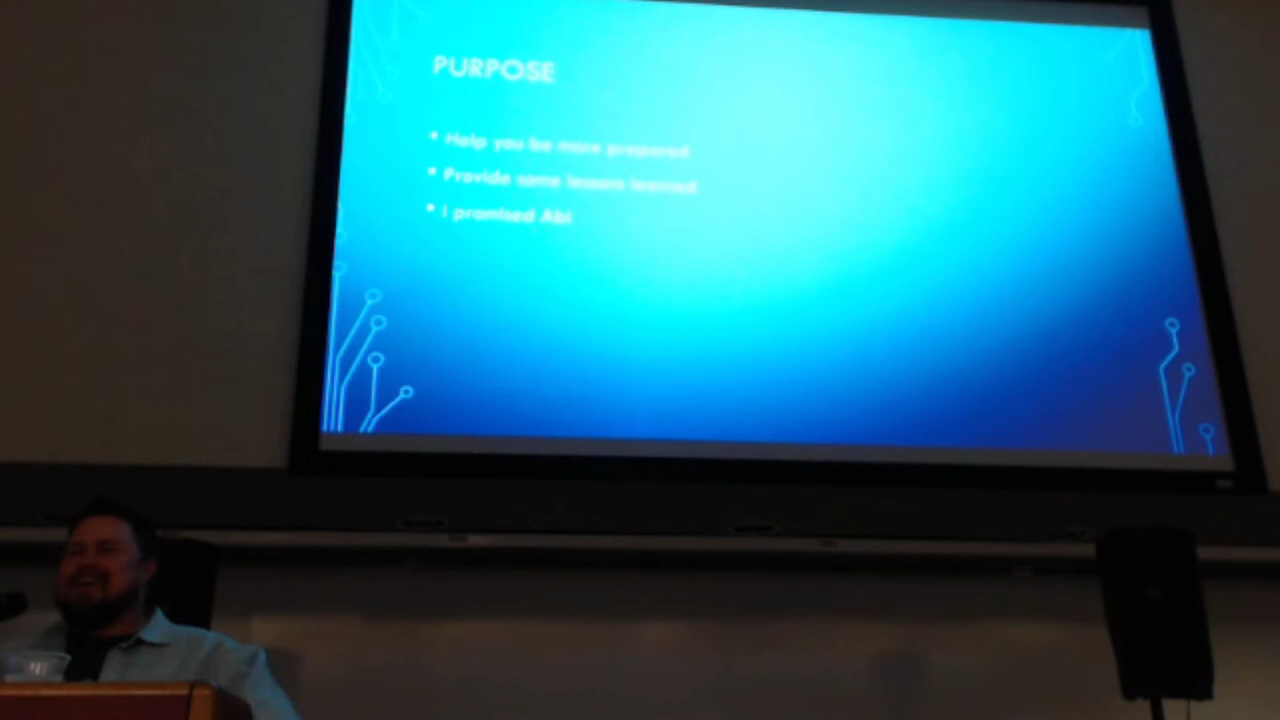 PURPOSE
• Help you be more prepared
• Provide some lessons learned
• I promised Abi